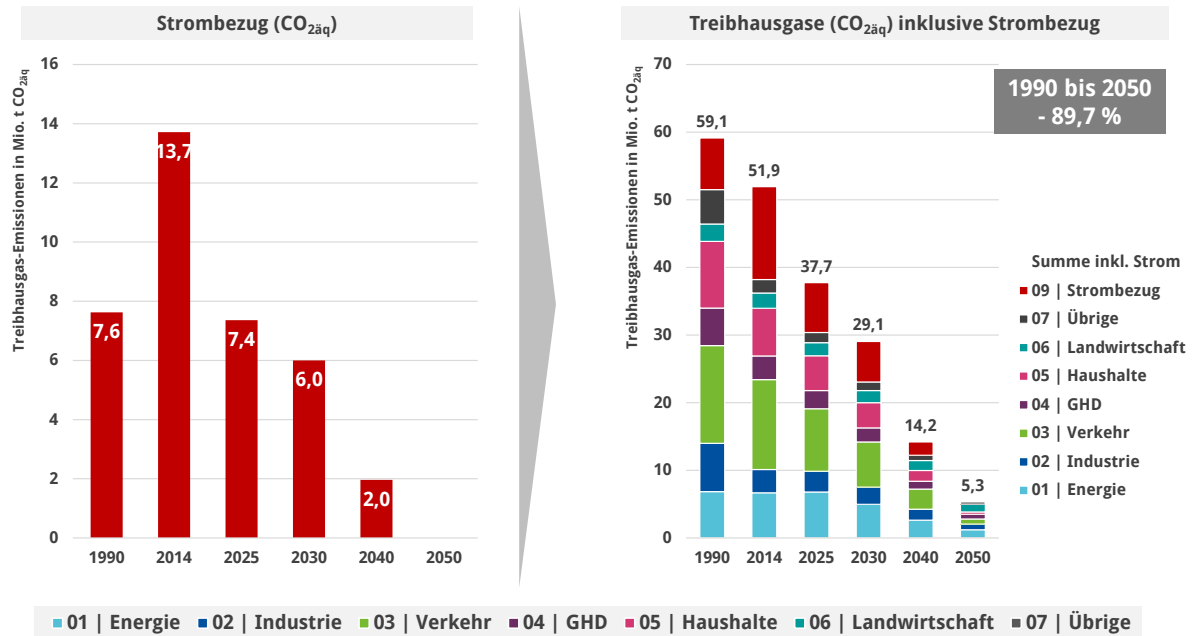 Strombezug (CO2äq)
Treibhausgas-Emissionen in Mio. t CO2äq
16
14
12
10
8
6
4
2
0
7,6
13,7
7,4
6,0
2,0
1990 2014 2025 2030 2040 2050
Treibhausgase (CO2äq) inklusive Strombezug
Treibhausgas-Emissionen in Mio. t CO2äq
70
60
50
40
30
20
10
0
59,1
51,9
37,7
29,1
14,2
5,3
1990 2014 2025 2030 2040 2050
1990 bis 2050
- 89,7 %
Summe inkl. Strom
09 | Strombezug
07 | Übrige
06 | Landwirtschaft
05 | Haushalte
04 | GHD
03 | Verkehr
02 | Industrie
01 | Energie
01 | Energie 02 | Industrie 03 | Verkehr 04 | GHD 05 | Haushalte 06 | Landwirtschaft 07 | Übrige